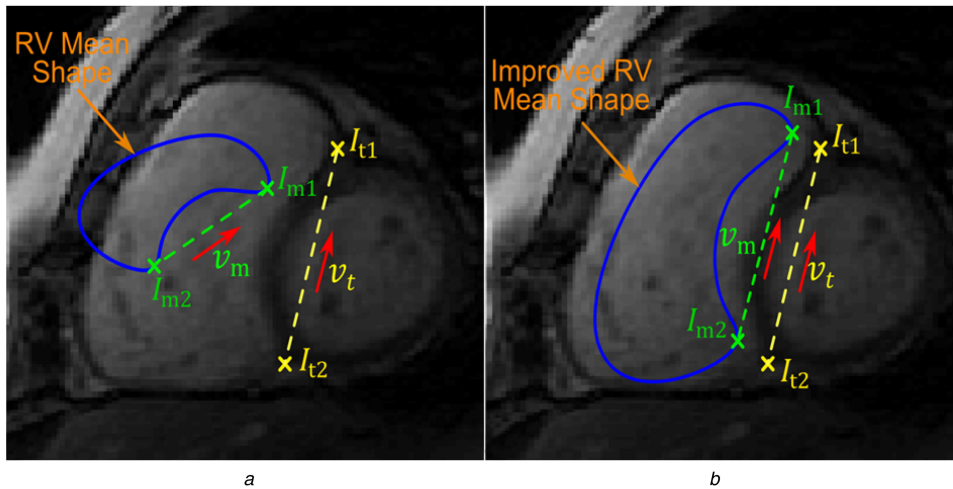 RV Mean
Shape
I_t1
I_m1
v_m
v_t
I_m2
I_t2
Improved RV
Mean Shape
I_m1
I_t1
v_m
v_t
I_m2
I_t2
a
b